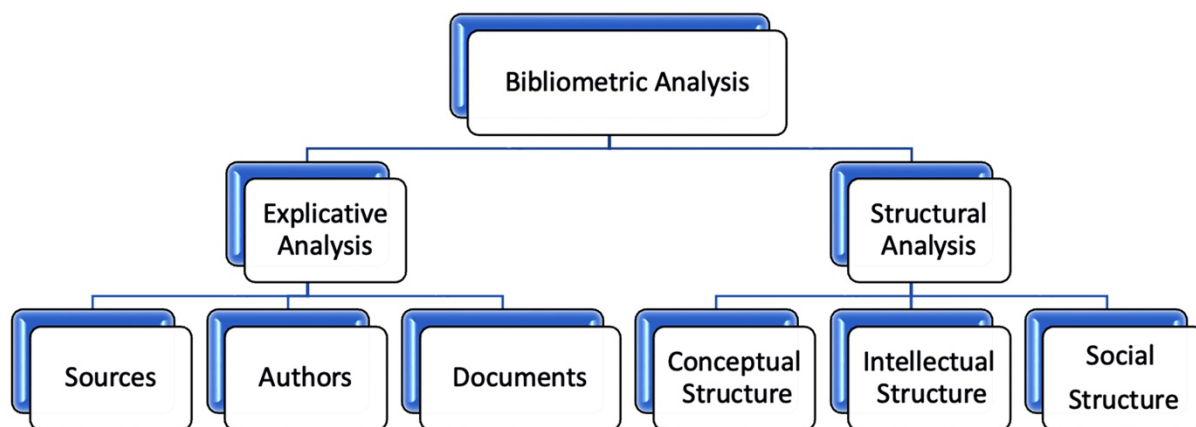 Bibliometric Analysis
Explicative
Analysis
Structural
Analysis
Sources
Authors
Documents
Conceptual
Structure
Intellectual
Structure
Social
Structure